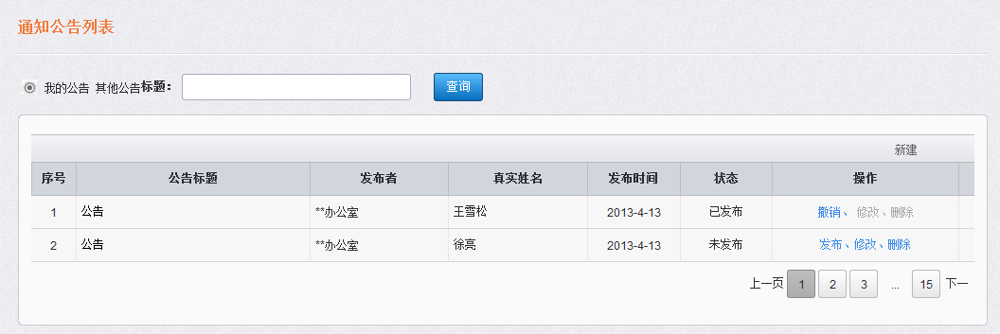 通知公告列表
我的公告 其他公告标题： 查询
新建
序号 公告标题 发布者 真实姓名 发布时间 状态 操作
1 公告 **办公室 王雪松 2013-4-13 已发布 撤销、 修改、删除
2 公告 **办公室 徐亮 2013-4-13 未发布 发布、修改、删除
上一页 1 2 3 ... 15 下一